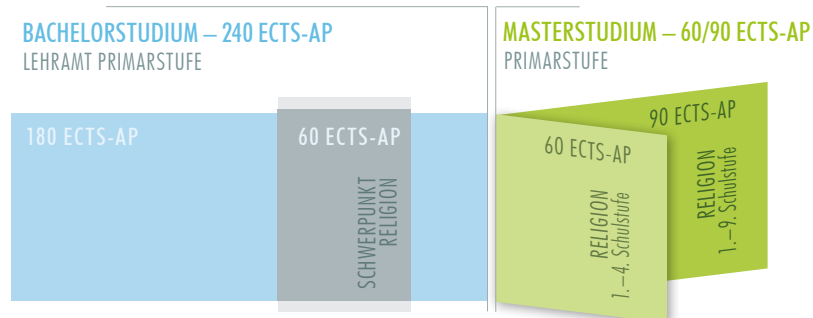 BACHELORSTUDIUM – 240 ECTS-AP
LEHRAMT PRIMARSTUFE
180 ECTS-AP
60 ECTS-AP
SCHWERPUNKT
RELIGION
MASTERSTUDIUM – 60/90 ECTS-AP
PRIMARSTUFE
60 ECTS-AP
RELIGION
1.–4. Schulstufe
90 ECTS-AP
RELIGION
1.–9. Schulstufe